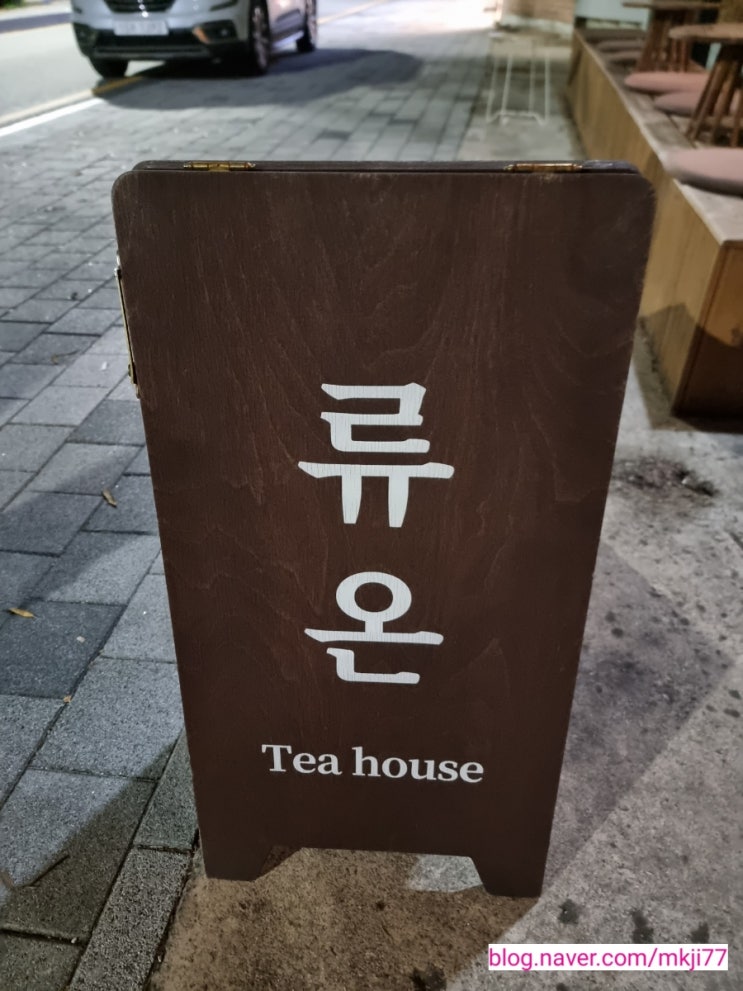 류
온
Tea house
blog.naver.com/mkji77